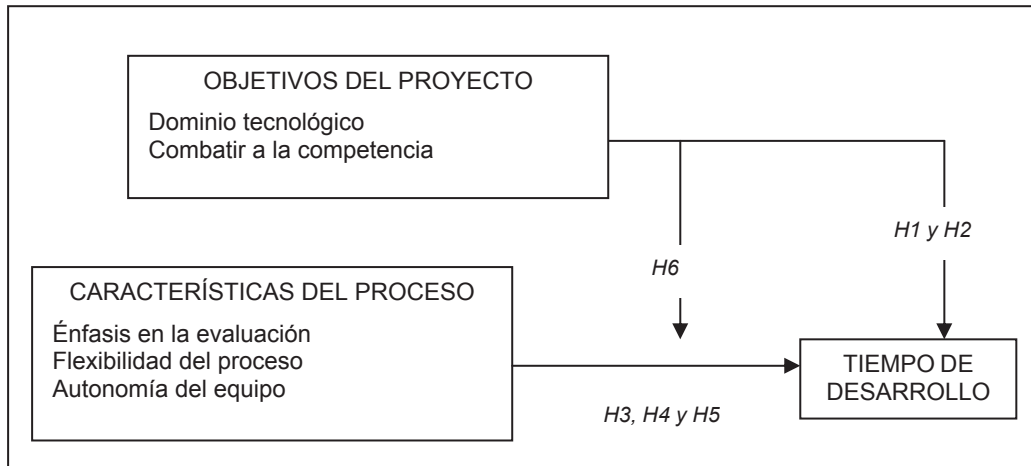 OBJETIVOS DEL PROYECTO
Dominio tecnológico
Combatir a la competencia
H1 y H2
H6
CARACTERÍSTICAS DEL PROCESO
Énfasis en la evaluación
Flexibilidad del proceso
Autonomía del equipo
TIEMPO DE
DESARROLLO
H3, H4 y H5